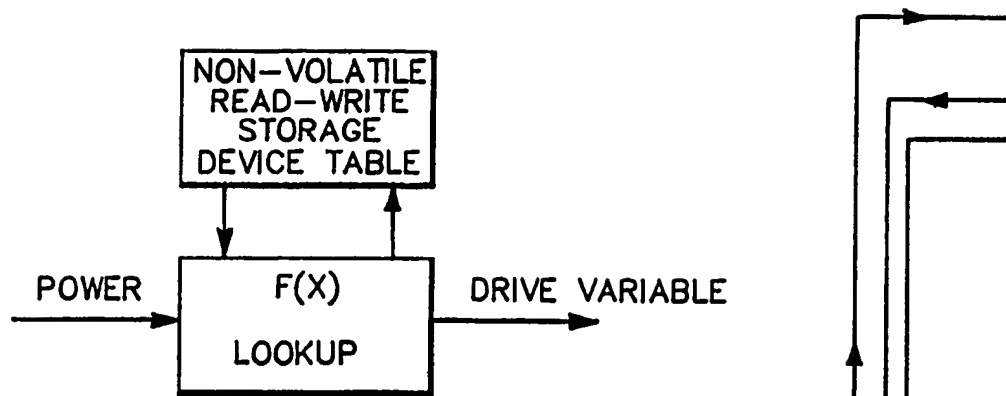 NON-VOLATILE
READ-WRITE
STORAGE
DEVICE TABLE
POWER
F(X)
DRIVE VARIABLE
LOOKUP